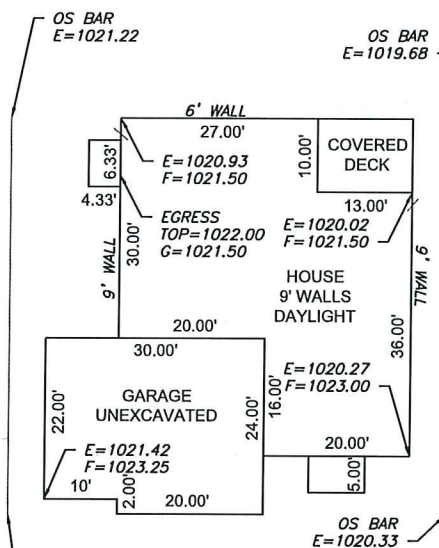 OS BAR
E=1021.22
OS BAR
E=1019.68
6' WALL
27.00'
COVERED
DECK
10.00'
6.33'
E=1020.93
F=1021.50
4.33'
13.00'
EGRESS
TOP=1022.00
G=1021.50
E=1020.02
F=1021.50
30.00'
9' WALL
9' WALL
HOUSE
9' WALLS
DAYLIGHT
36.00'
20.00'
30.00'
E=1020.27
F=1023.00
GARAGE
UNEXCAVATED
22.00'
24.00'
16.00'
20.00'
E=1021.42
F=1023.25
5.00'
10'
2.00'
20.00'
OS BAR
E=1020.33